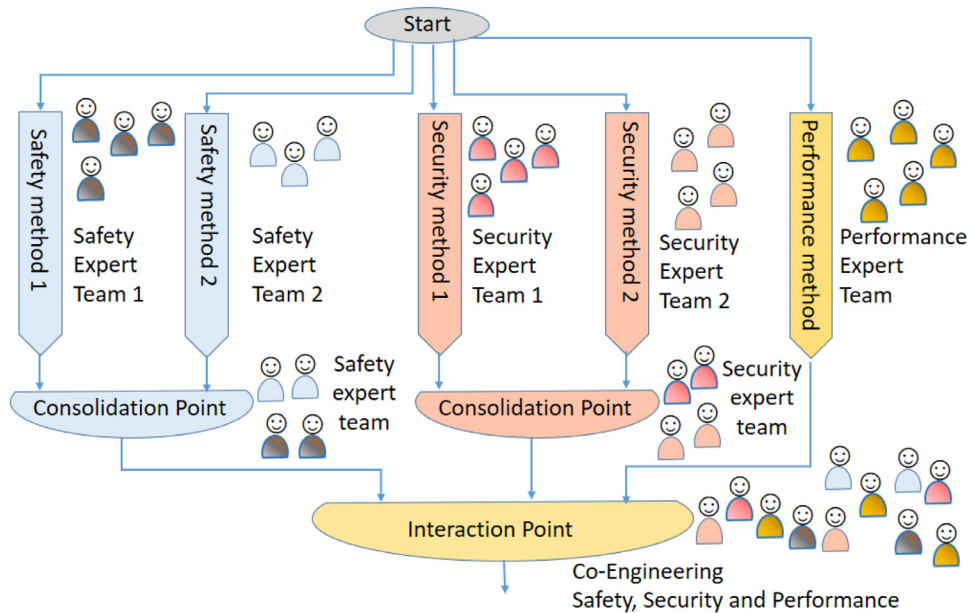 Start
Safety method 1
Safety method 2
Security method 1
Security method 2
Performance method
Safety
Expert
Team 1
Safety
Expert
Team 2
Security
Expert
Team 1
Security
Expert
Team 2
Performance
Expert
Team
Consolidation Point
Safety
expert
team
Consolidation Point
Security
expert
team
Interaction Point
Co-Engineering
Safety, Security and Performance